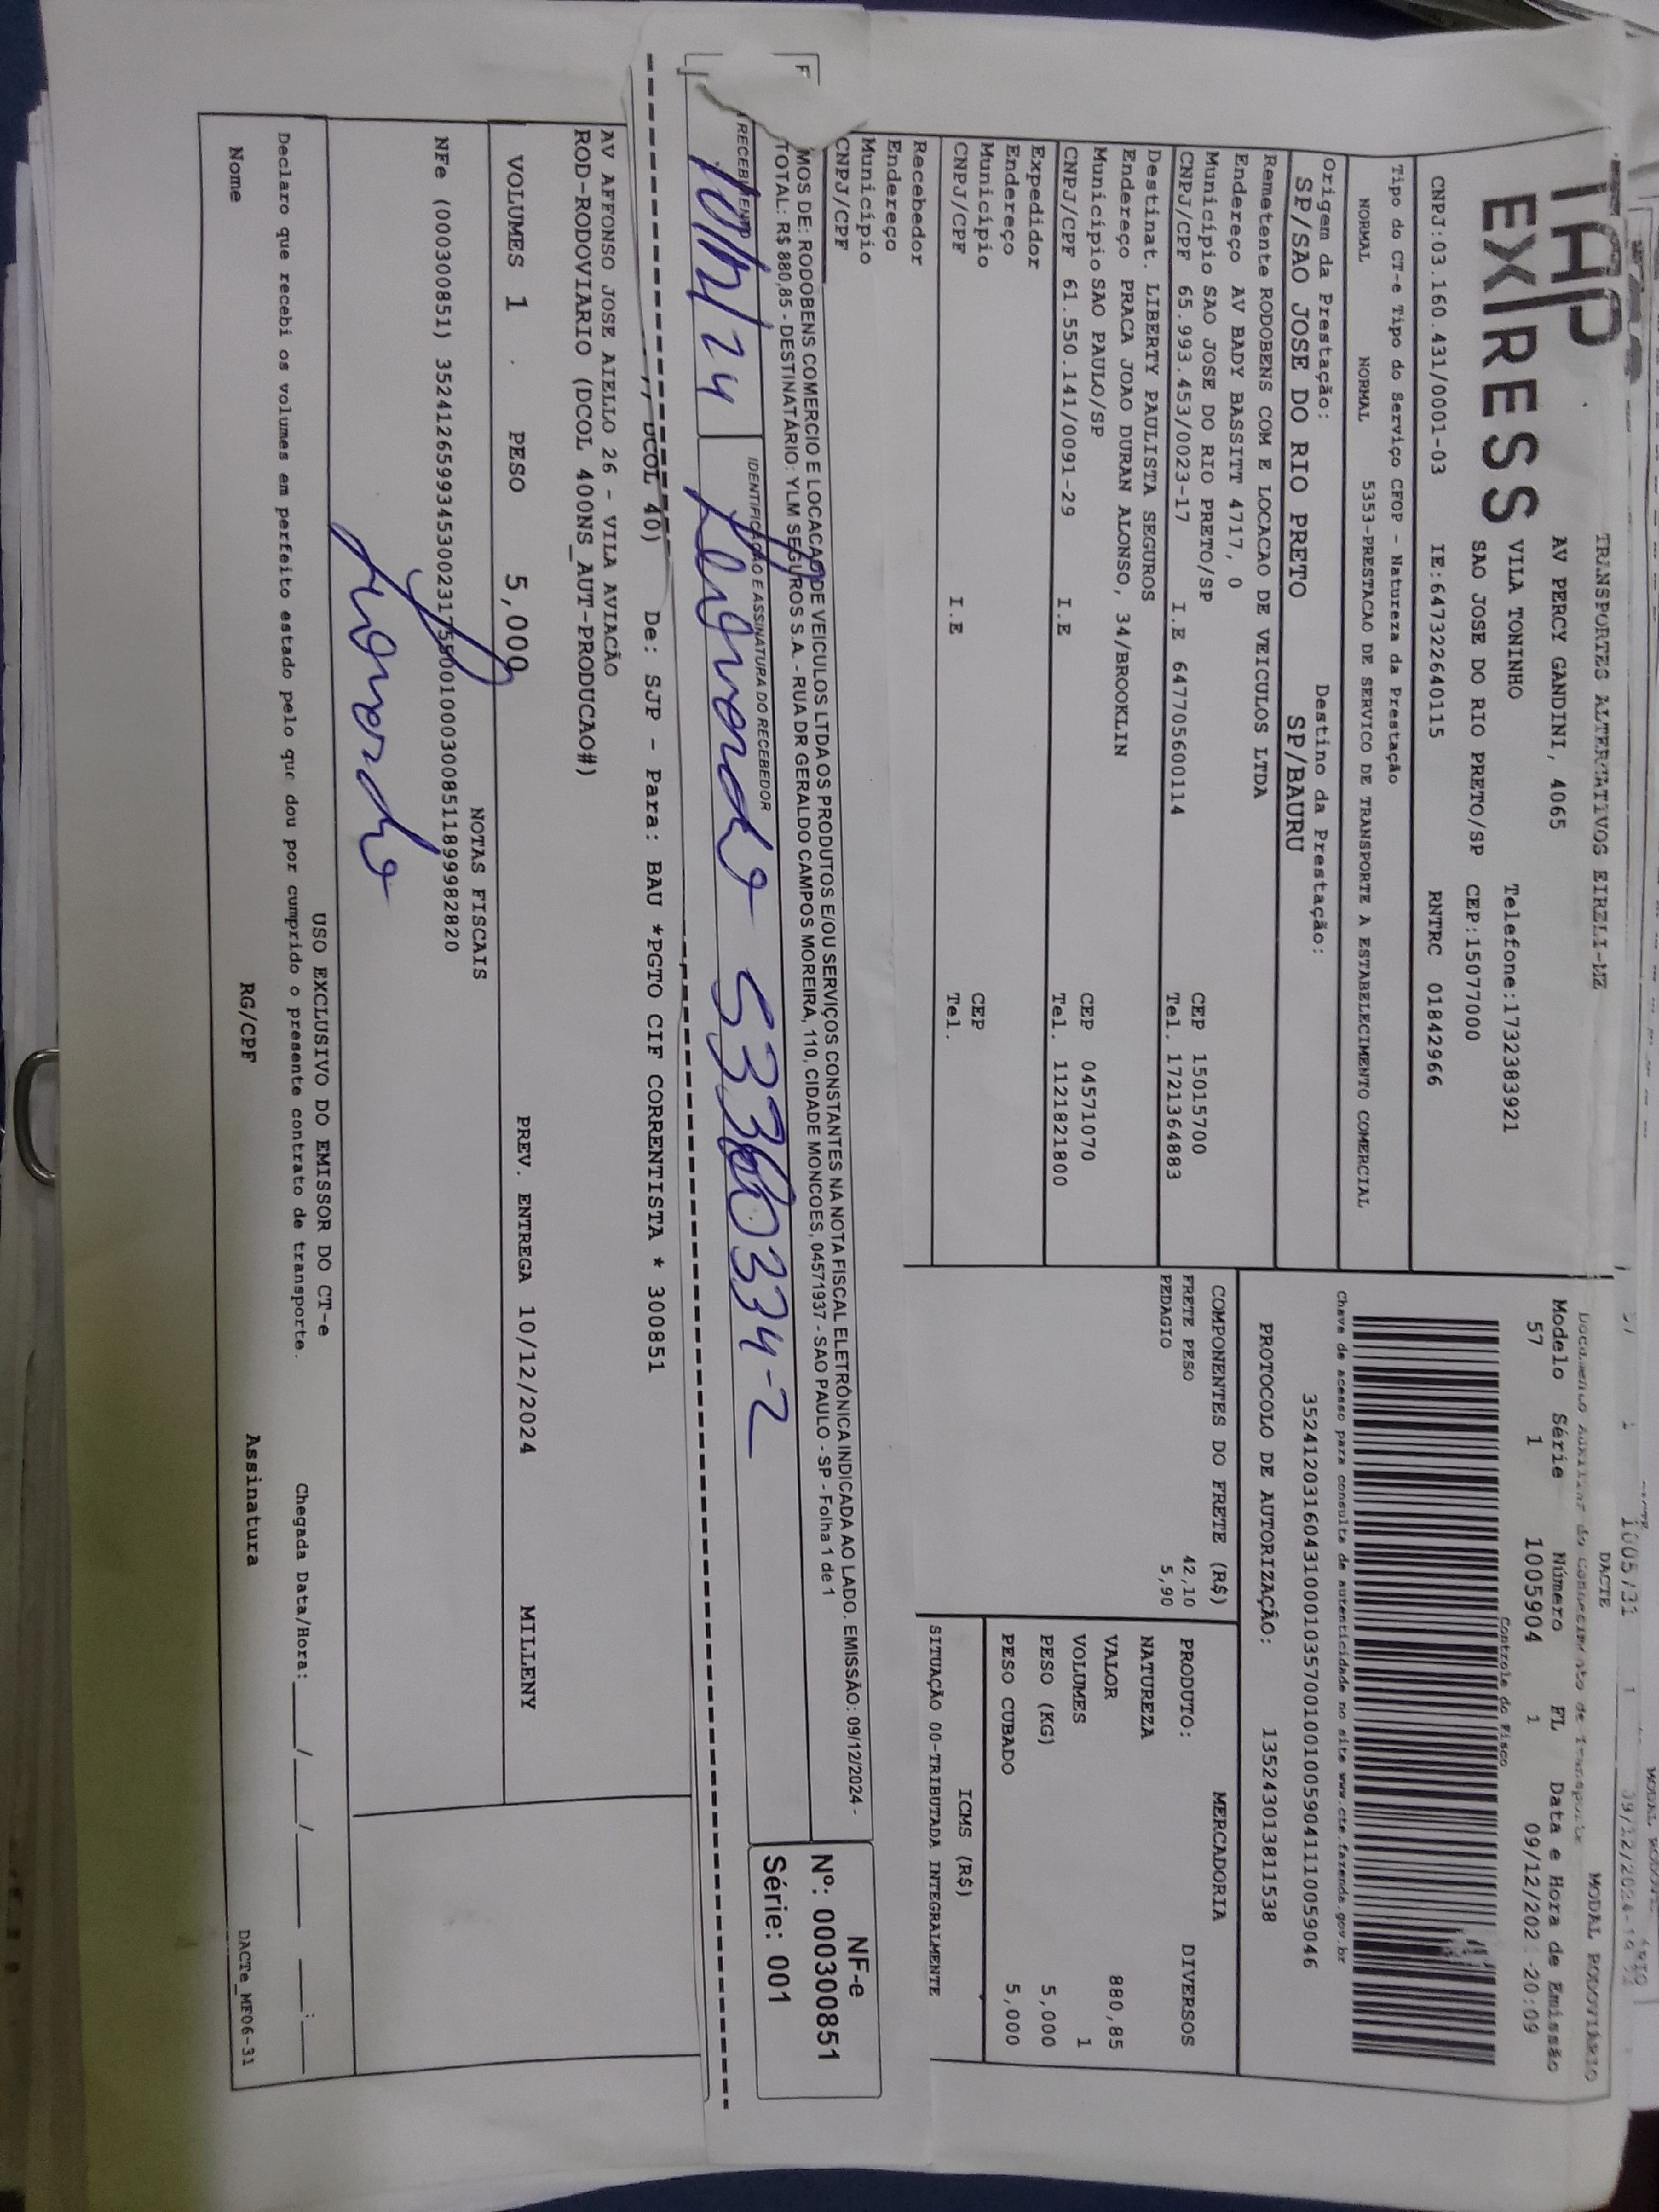 TAP
EXPRESS
TRANSPORTES ALTERNATIVOS EIRELI-ME
AV PERCY GANDINI, 4065
VILA TONINHO Telefone:1732383921
SAO JOSE DO RIO PRETO/SP CEP:15077000
CNPJ:03.160.431/0001-03 IE:647322640115 RNTRC 01842966
Tipo do CT-e Tipo do Serviço CFOP - Natureza da Prestação
NORMAL NORMAL 5353-PRESTACAO DE SERVICO DE TRANSPORTE A ESTABELECIMENTO COMERCIAL
Origem da Prestação: Destino da Prestação:
SP/SAO JOSE DO RIO PRETO SP/BAURU
Remetente RODOBENS COM E LOCACAO DE VEICULOS LTDA
Endereço AV BADY BASSITT 4717, 0 CEP 15015700
Município SAO JOSE DO RIO PRETO/SP Tel. 1721364883
CNPJ/CPF 65.993.453/0023-17 I.E 647705600114
Destinat. LIBERTY PAULISTA SEGUROS
Endereço PRACA JOAO DURAN ALONSO, 34/BROOKLIN
Município SAO PAULO/SP CEP 04571070
CNPJ/CPF 61.550.141/0091-29 I.E Tel. 1121821800
Expedidor
Endereço
Município CEP
CNPJ/CPF I.E Tel.
Recebedor
Endereço
Município
CNPJ/CPF
DACTE MODAL RODOVIÁRIO
Documento Auxiliar do Conhecimento de Transporte
Modelo Série Número FL Data e Hora de Emissão
57 1 1005904 1 09/12/202 -20:09
Controle do Fisco
Chave de acesso para consulta de autenticidade no site www.cte.fazenda.gov.br
35241203160431000103570010010059041110059046
PROTOCOLO DE AUTORIZAÇÃO: 135243013811538
COMPONENTES DO FRETE (R$)
FRETE PESO 42,10
PEDAGIO 5,90
MERCADORIA
PRODUTO: DIVERSOS
NATUREZA
VALOR 880,85
VOLUMES 1
PESO (KG) 5,000
PESO CUBADO 5,000
ICMS (R$)
SITUAÇÃO 00-TRIBUTADA INTEGRALMENTE
MOS DE: RODOBENS COMERCIO E LOCACAO DE VEICULOS LTDA OS PRODUTOS E/OU SERVIÇOS CONSTANTES NA NOTA FISCAL ELETRÔNICA INDICADA AO LADO. EMISSÃO: 09/12/2024 -
TOTAL: R$ 880,85 - DESTINATÁRIO: YLM SEGUROS S.A. - RUA DR GERALDO CAMPOS MOREIRA, 110, CIDADE MONCOES, 04571937 - SAO PAULO - SP - Folha 1 de 1
RECEBIMENTO IDENTIFICAÇÃO E ASSINATURA DO RECEBEDOR
10/12/24 Leonardo
NF-e
Nº: 000300851
Série: 001
DCOL 40) De: SJP - Para: BAU *PGTO CIF CORRENTISTA * 300851
AV AFFONSO JOSE AIELLO 26 - VILA AVIACÃO
ROD-RODOVIARIO (DCOL 400NS_AUT-PRODUCAO#)
VOLUMES 1 PESO 5,000 PREV. ENTREGA 10/12/2024 MILLENY
NOTAS FISCAIS
NFe (000300851) 35241265993453002317550010003008511899982820
Leonardo
USO EXCLUSIVO DO EMISSOR DO CT-e
Declaro que recebi os volumes em perfeito estado pelo que dou por cumprido o presente contrato de transporte. Chegada Data/Hora:____/____/____ ___:___
Nome RG/CPF Assinatura DACTe_MF06-31